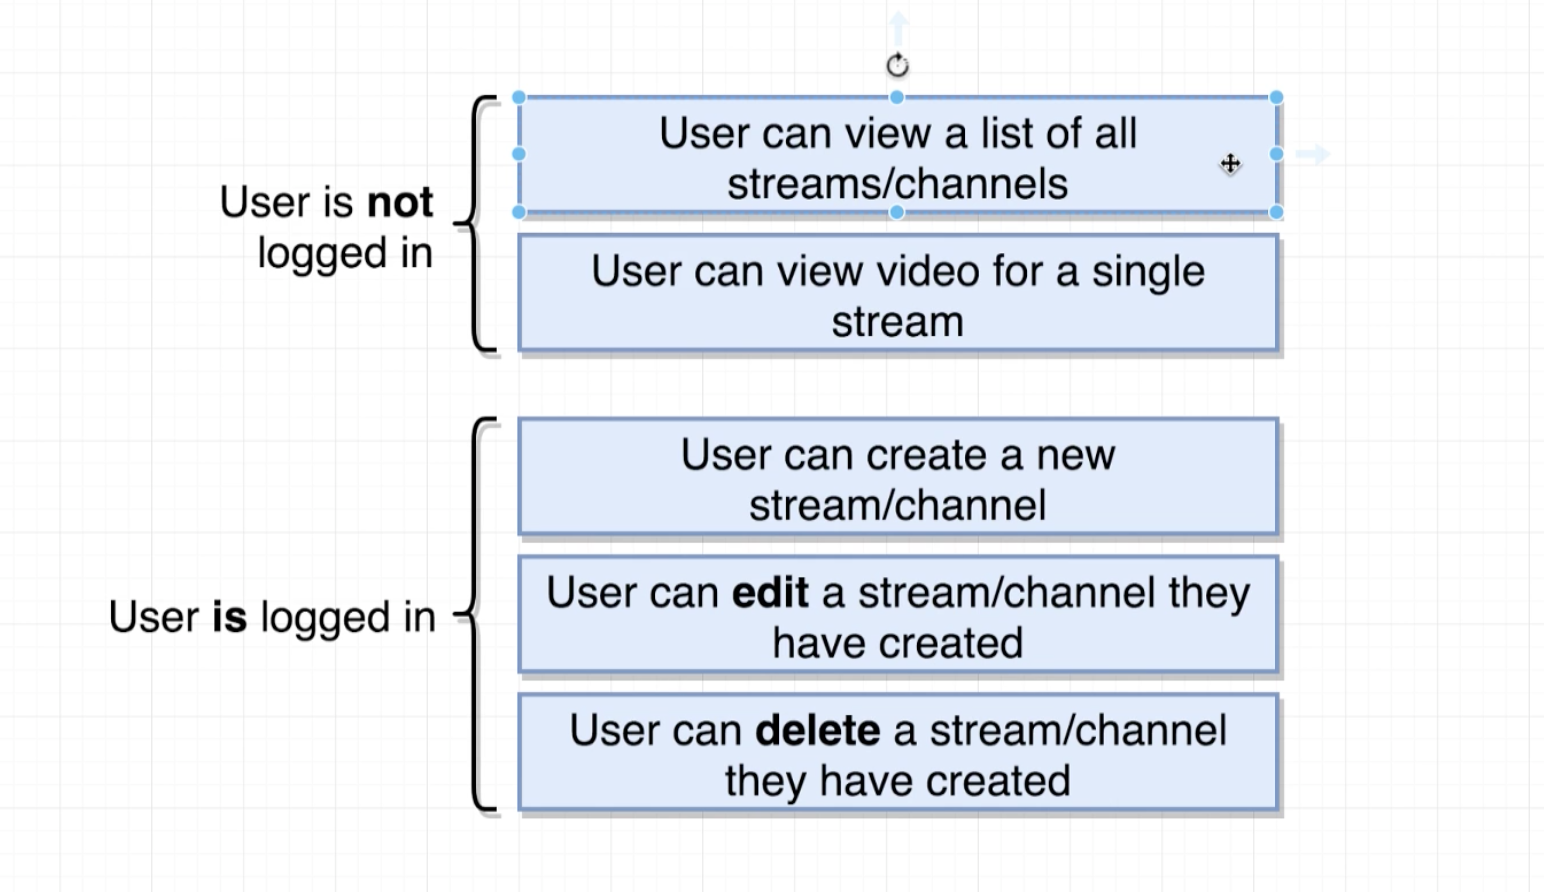 User can view a list of all
streams/channels
User is not
logged in
User can view video for a single
stream
User can create a new
stream/channel
User can edit a stream/channel they
have created
User is logged in
User can delete a stream/channel
they have created